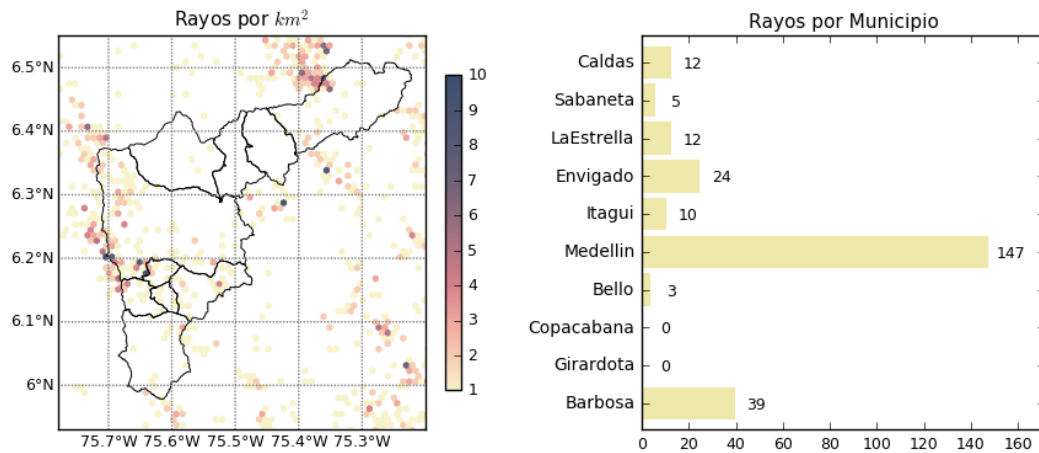 Rayos por km²
6.5°N
6.4°N
6.3°N
6.2°N
6.1°N
6°N
75.7°W 75.6°W 75.5°W 75.4°W 75.3°W
10
9
8
7
6
5
4
3
2
1
Rayos por Municipio
Caldas 12
Sabaneta 5
LaEstrella 12
Envigado 24
Itagui 10
Medellin 147
Bello 3
Copacabana 0
Girardota 0
Barbosa 39
0 20 40 60 80 100 120 140 160